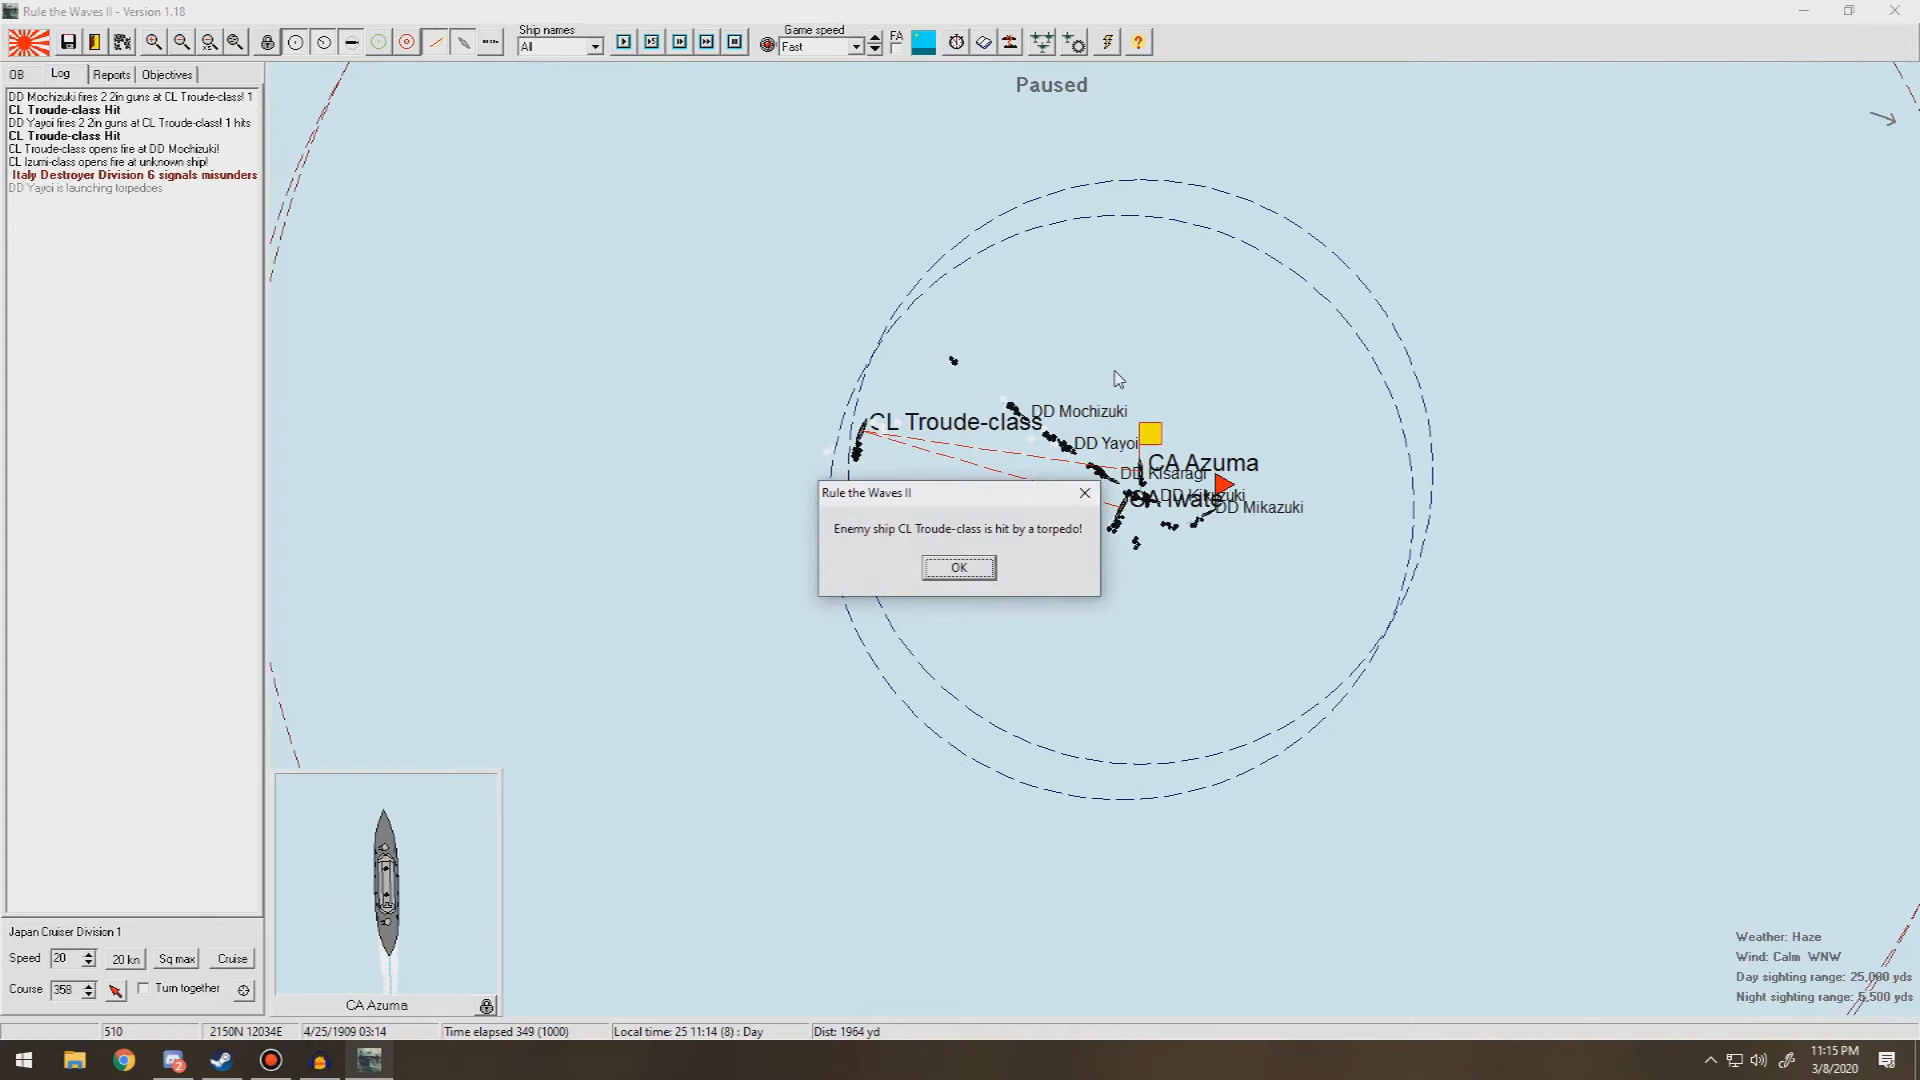 Rule the Waves II - Version 1.18
Ship names
All
Game speed
Fast
FA
OB
Log
Reports
Objectives
DD Mochizuki fires 2 2in guns at CL Troude-class! 1
CL Troude-class Hit
DD Yayoi fires 2 2in guns at CL Troude-class! 1 hits
CL Troude-class Hit
CL Troude-class opens fire at DD Mochizuki!
CL Izumi-class opens fire at unknown ship!
Italy Destroyer Division 6 signals misunders
DD Yayoi is launching torpedoes
Paused
CL Troude-class
DD Mochizuki
DD Yayoi
CA Azuma
DD Kisaragi
CA Iwate
DD Mikazuki
Rule the Waves II
Enemy ship CL Troude-class is hit by a torpedo!
OK
Japan Cruiser Division 1
Speed 20 20 kn Sq max Cruise
Course 358 Turn together
CA Azuma
Weather: Haze
Wind: Calm WNW
Day sighting range: 25,000 yds
Night sighting range: 5,500 yds
510 2150N 12034E 4/25/1909 03:14 Time elapsed 349 (1000) Local time: 25 11:14 (8) : Day Dist: 1964 yd
2
11:15 PM
3/8/2020